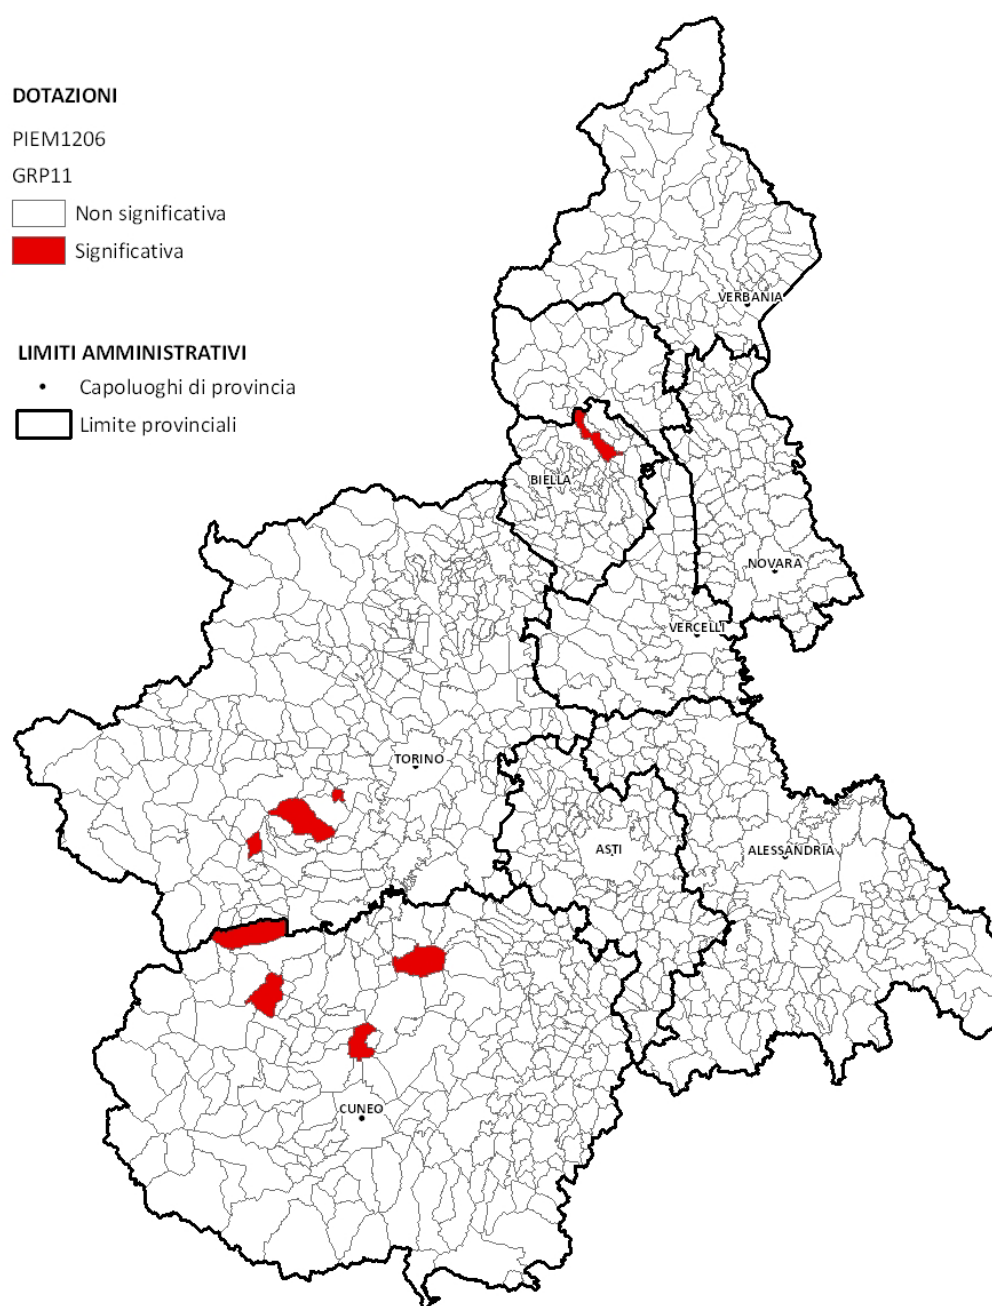 DOTAZIONI
PIEM1206
GRP11
Non significativa
Significativa
LIMITI AMMINISTRATIVI
Capoluoghi di provincia
Limite provinciali
VERBANIA
BIELLA
NOVARA
VERCELLI
TORINO
ASTI
ALESSANDRIA
CUNEO